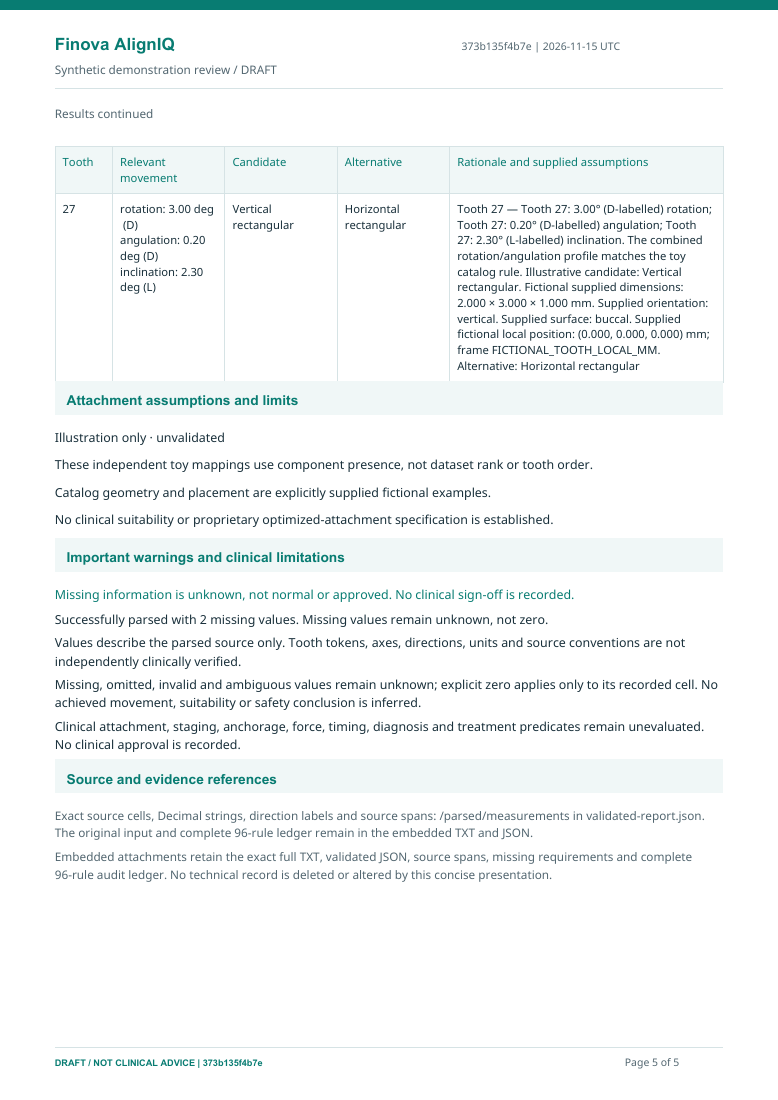 Finova AlignIQ
373b135f4b7e | 2026-11-15 UTC
Synthetic demonstration review / DRAFT
Results continued
Tooth
Relevant
movement
Candidate
Alternative
Rationale and supplied assumptions
27
rotation: 3.00 deg
(D)
angulation: 0.20
deg (D)
inclination: 2.30
deg (L)
Vertical
rectangular
Horizontal
rectangular
Tooth 27 — Tooth 27: 3.00° (D-labelled) rotation;
Tooth 27: 0.20° (D-labelled) angulation; Tooth
27: 2.30° (L-labelled) inclination. The combined
rotation/angulation profile matches the toy
catalog rule. Illustrative candidate: Vertical
rectangular. Fictional supplied dimensions:
2.000 × 3.000 × 1.000 mm. Supplied orientation:
vertical. Supplied surface: buccal. Supplied
fictional local position: (0.000, 0.000, 0.000) mm;
frame FICTIONAL_TOOTH_LOCAL_MM.
Alternative: Horizontal rectangular
Attachment assumptions and limits
Illustration only · unvalidated
These independent toy mappings use component presence, not dataset rank or tooth order.
Catalog geometry and placement are explicitly supplied fictional examples.
No clinical suitability or proprietary optimized-attachment specification is established.
Important warnings and clinical limitations
Missing information is unknown, not normal or approved. No clinical sign-off is recorded.
Successfully parsed with 2 missing values. Missing values remain unknown, not zero.
Values describe the parsed source only. Tooth tokens, axes, directions, units and source conventions are not
independently clinically verified.
Missing, omitted, invalid and ambiguous values remain unknown; explicit zero applies only to its recorded cell. No
achieved movement, suitability or safety conclusion is inferred.
Clinical attachment, staging, anchorage, force, timing, diagnosis and treatment predicates remain unevaluated.
No clinical approval is recorded.
Source and evidence references
Exact source cells, Decimal strings, direction labels and source spans: /parsed/measurements in validated-report.json.
The original input and complete 96-rule ledger remain in the embedded TXT and JSON.
Embedded attachments retain the exact full TXT, validated JSON, source spans, missing requirements and complete
96-rule audit ledger. No technical record is deleted or altered by this concise presentation.
DRAFT / NOT CLINICAL ADVICE | 373b135f4b7e
Page 5 of 5